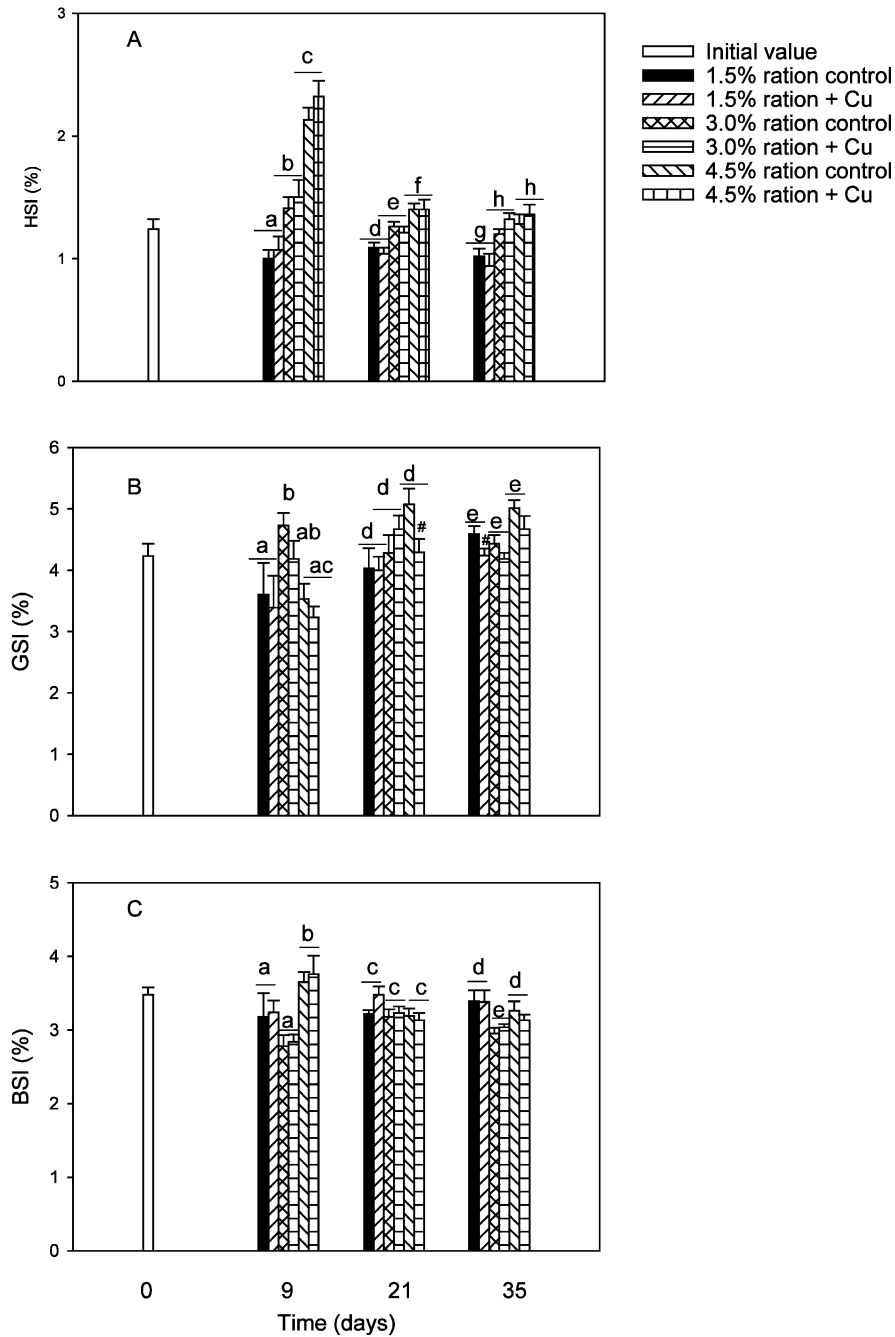 A
HSI (%)
3
2
1
0
a
b
c
d
e
f
g
h
h
Initial value
1.5% ration control
1.5% ration + Cu
3.0% ration control
3.0% ration + Cu
4.5% ration control
4.5% ration + Cu
B
GSI (%)
6
5
4
3
2
1
0
a
b
ab
ac
d
d
d
#
e
#
e
e
C
BSI (%)
5
4
3
2
1
0
a
a
b
c
c
c
d
e
d
0 9 21 35
Time (days)